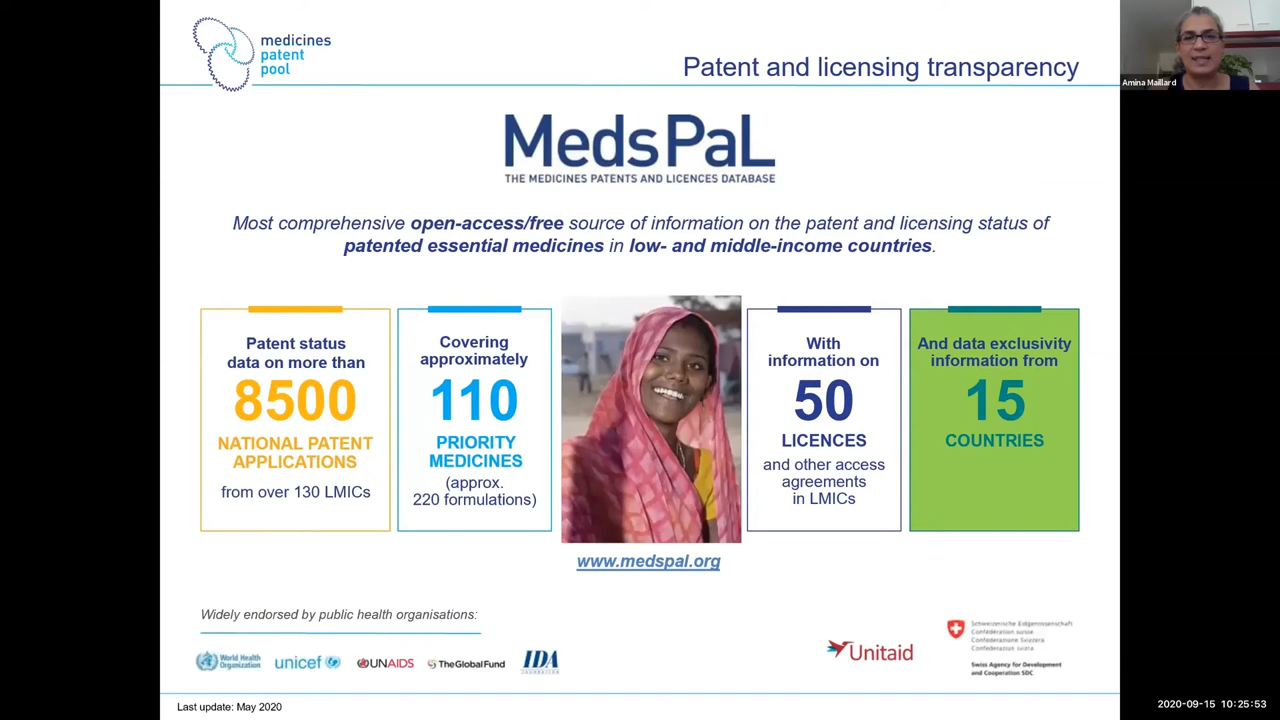 medicines
patent
pool
Patent and licensing transparency
Amina Maillard
MedsPaL
THE MEDICINES PATENTS AND LICENCES DATABASE
Most comprehensive open-access/free source of information on the patent and licensing status of
patented essential medicines in low- and middle-income countries.
Patent status
data on more than
8500
NATIONAL PATENT
APPLICATIONS
from over 130 LMICs
Covering
approximately
110
PRIORITY
MEDICINES
(approx.
220 formulations)
With
information on
50
LICENCES
and other access
agreements
in LMICs
And data exclusivity
information from
15
COUNTRIES
www.medspal.org
Widely endorsed by public health organisations:
World Health
Organization
unicef
UNAIDS
The Global Fund
IDA
FOUNDATION
Unitaid
Schweizerische Eidgenossenschaft
Confédération suisse
Confederazione Svizzera
Confederaziun svizra
Swiss Agency for Development
and Cooperation SDC
Last update: May 2020
2020-09-15 10:25:53